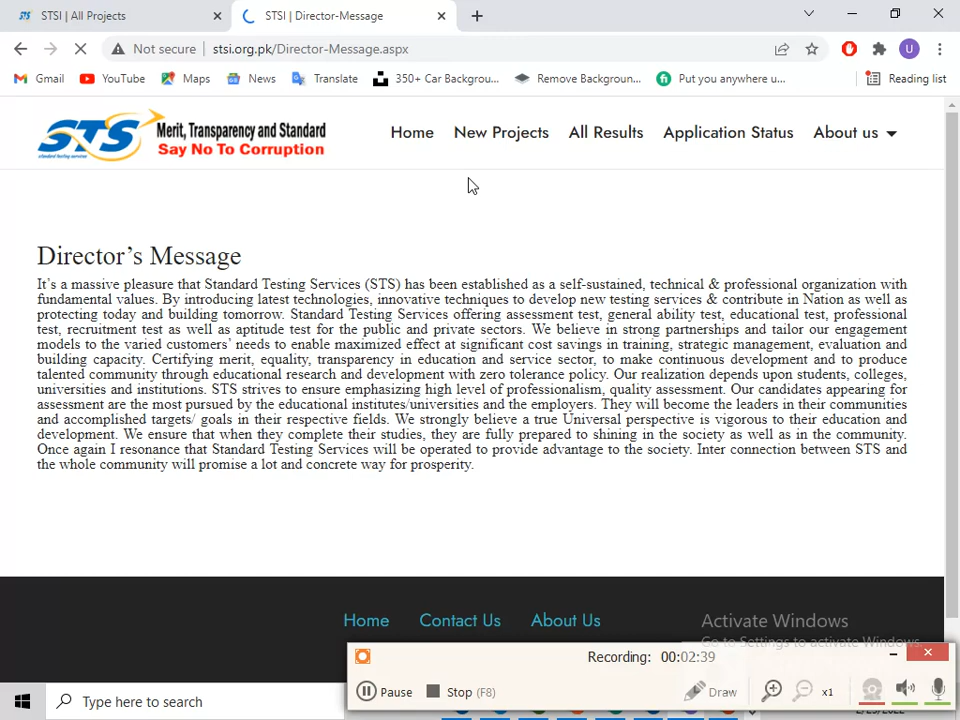 STSI | All Projects
STSI | Director-Message
Not secure
stsi.org.pk/Director-Message.aspx
Gmail
YouTube
Maps
News
Translate
350+ Car Backgrou...
Remove Backgroun...
Put you anywhere u...
Reading list
STS
standard testing services
Merit, Transparency and Standard
Say No To Corruption
Home
New Projects
All Results
Application Status
About us
Director's Message
It's a massive pleasure that Standard Testing Services (STS) has been established as a self-sustained, technical & professional organization with
fundamental values. By introducing latest technologies, innovative techniques to develop new testing services & contribute in Nation as well as
protecting today and building tomorrow. Standard Testing Services offering assessment test, general ability test, educational test, professional
test, recruitment test as well as aptitude test for the public and private sectors. We believe in strong partnerships and tailor our engagement
models to the varied customers' needs to enable maximized effect at significant cost savings in training, strategic management, evaluation and
building capacity. Certifying merit, equality, transparency in education and service sector, to make continuous development and to produce
talented community through educational research and development with zero tolerance policy. Our realization depends upon students, colleges,
universities and institutions. STS strives to ensure emphasizing high level of professionalism, quality assessment. Our candidates appearing for
assessment are the most pursued by the educational institutes/universities and the employers. They will become the leaders in their communities
and accomplished targets/ goals in their respective fields. We strongly believe a true Universal perspective is vigorous to their education and
development. We ensure that when they complete their studies, they are fully prepared to shining in the society as well as in the community.
Once again I resonance that Standard Testing Services will be operated to provide advantage to the society. Inter connection between STS and
the whole community will promise a lot and concrete way for prosperity.
Home
Contact Us
About Us
Activate Windows
Go to Settings to activate Windows.
Recording: 00:02:39
Pause
Stop (F8)
Draw
x1
Type here to search